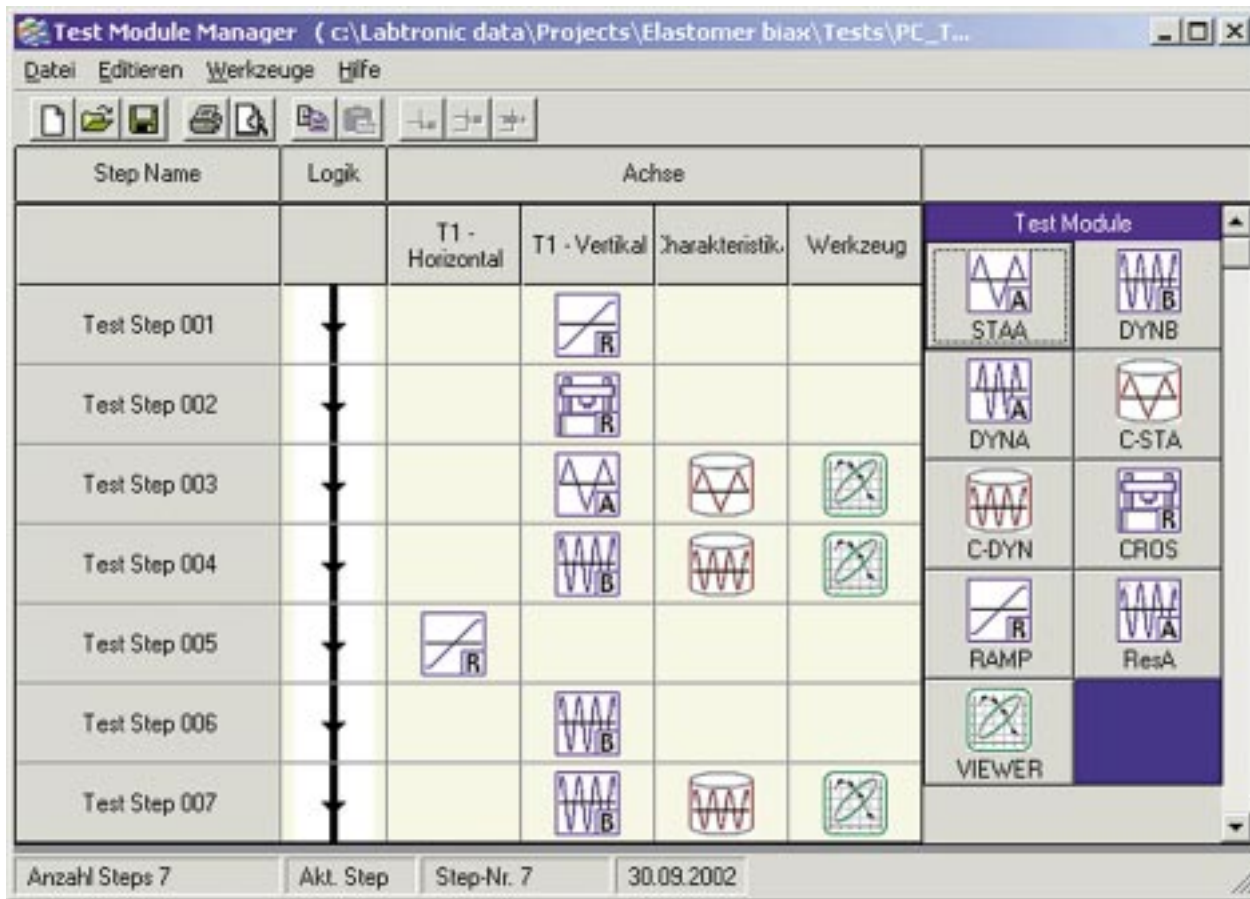 Test Module Manager ( c:\Labtronic data\Projects\Elastomer biax\Tests\PC_T...
Datei Editieren Werkzeuge Hilfe
Step Name Logik Achse
T1 - Horizontal T1 - Vertikal Charakteristik. Werkzeug
Test Module
STAA DYNB
DYNA C-STA
C-DYN CROS
RAMP ResA
VIEWER
Test Step 001 R
Test Step 002 R
Test Step 003 A
Test Step 004 B
Test Step 005 R
Test Step 006 B
Test Step 007 B
Anzahl Steps 7 Akt. Step Step-Nr. 7 30.09.2002